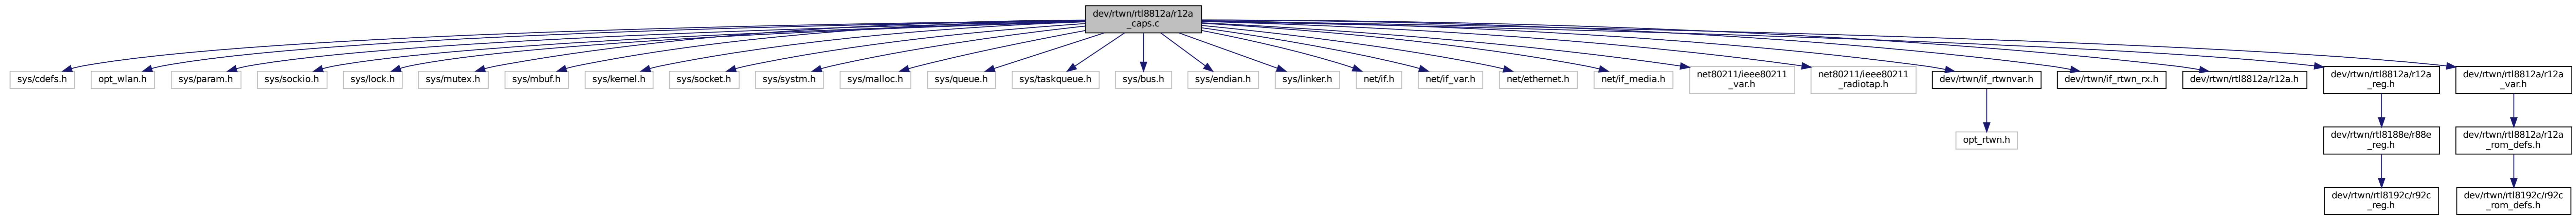 dev/rtwn/rtl8812a/r12a
_caps.c
sys/cdefs.h
opt_wlan.h
sys/param.h
sys/sockio.h
sys/lock.h
sys/mutex.h
sys/mbuf.h
sys/kernel.h
sys/socket.h
sys/systm.h
sys/malloc.h
sys/queue.h
sys/taskqueue.h
sys/bus.h
sys/endian.h
sys/linker.h
net/if.h
net/if_var.h
net/ethernet.h
net/if_media.h
net80211/ieee80211
_var.h
net80211/ieee80211
_radiotap.h
dev/rtwn/if_rtwnvar.h
dev/rtwn/if_rtwn_rx.h
dev/rtwn/rtl8812a/r12a.h
dev/rtwn/rtl8812a/r12a
_reg.h
dev/rtwn/rtl8812a/r12a
_var.h
opt_rtwn.h
dev/rtwn/rtl8188e/r88e
_reg.h
dev/rtwn/rtl8812a/r12a
_rom_defs.h
dev/rtwn/rtl8192c/r92c
_reg.h
dev/rtwn/rtl8192c/r92c
_rom_defs.h